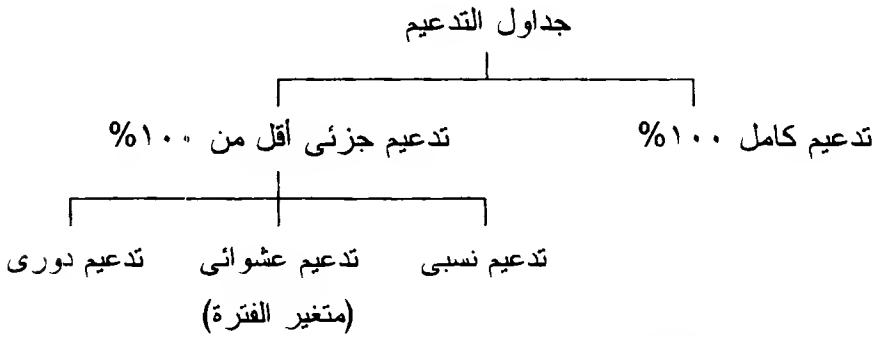 جداول التدعيم
تدعيم كامل ١٠٠% تدعيم جزئى أقل من ١٠٠%
تدعيم نسبى تدعيم عشوائى تدعيم دورى
(متغير الفترة)